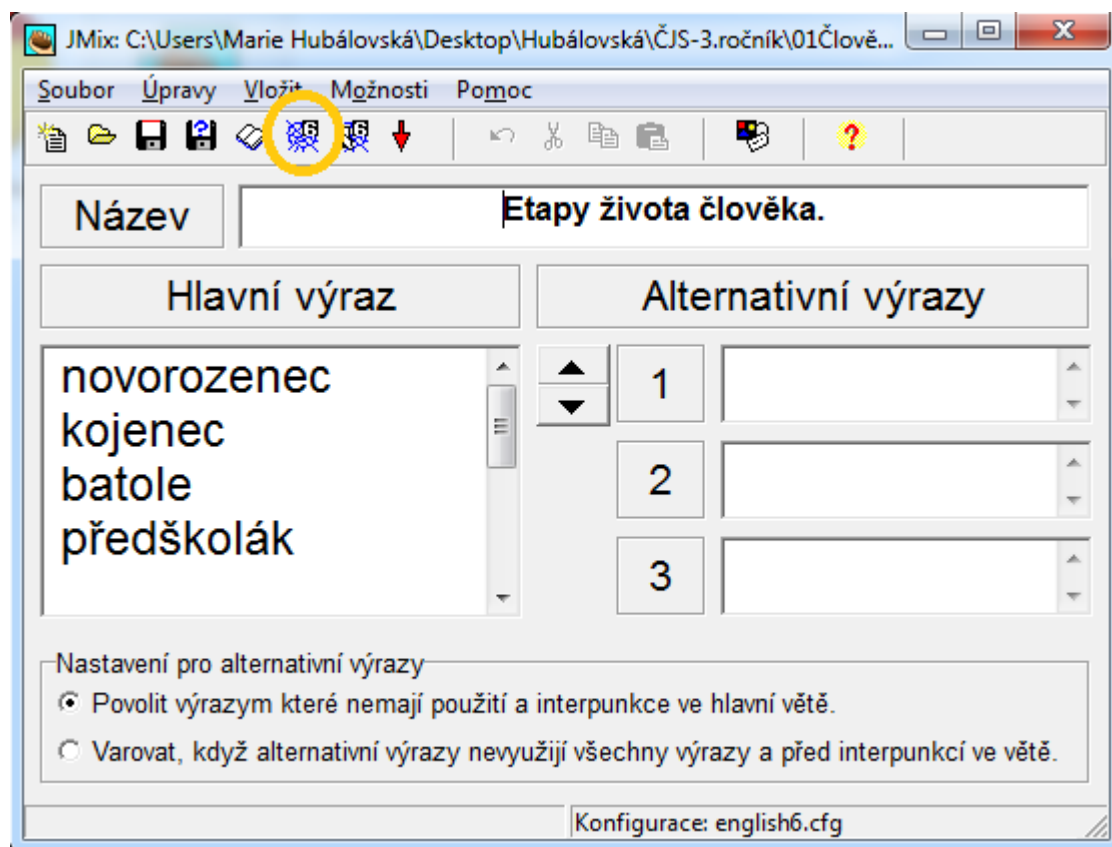 JMix: C:\Users\Marie Hubálovská\Desktop\Hubálovská\ČJS-3.ročník\01Člově...
Soubor Úpravy Vložit Možnosti Pomoc
Název
Etapy života člověka.
Hlavní výraz
Alternativní výrazy
novorozenec
kojenec
batole
předškolák
1
2
3
Nastavení pro alternativní výrazy
Povolit výrazym které nemají použití a interpunkce ve hlavní větě.
Varovat, když alternativní výrazy nevyužijí všechny výrazy a před interpunkcí ve větě.
Konfigurace: english6.cfg